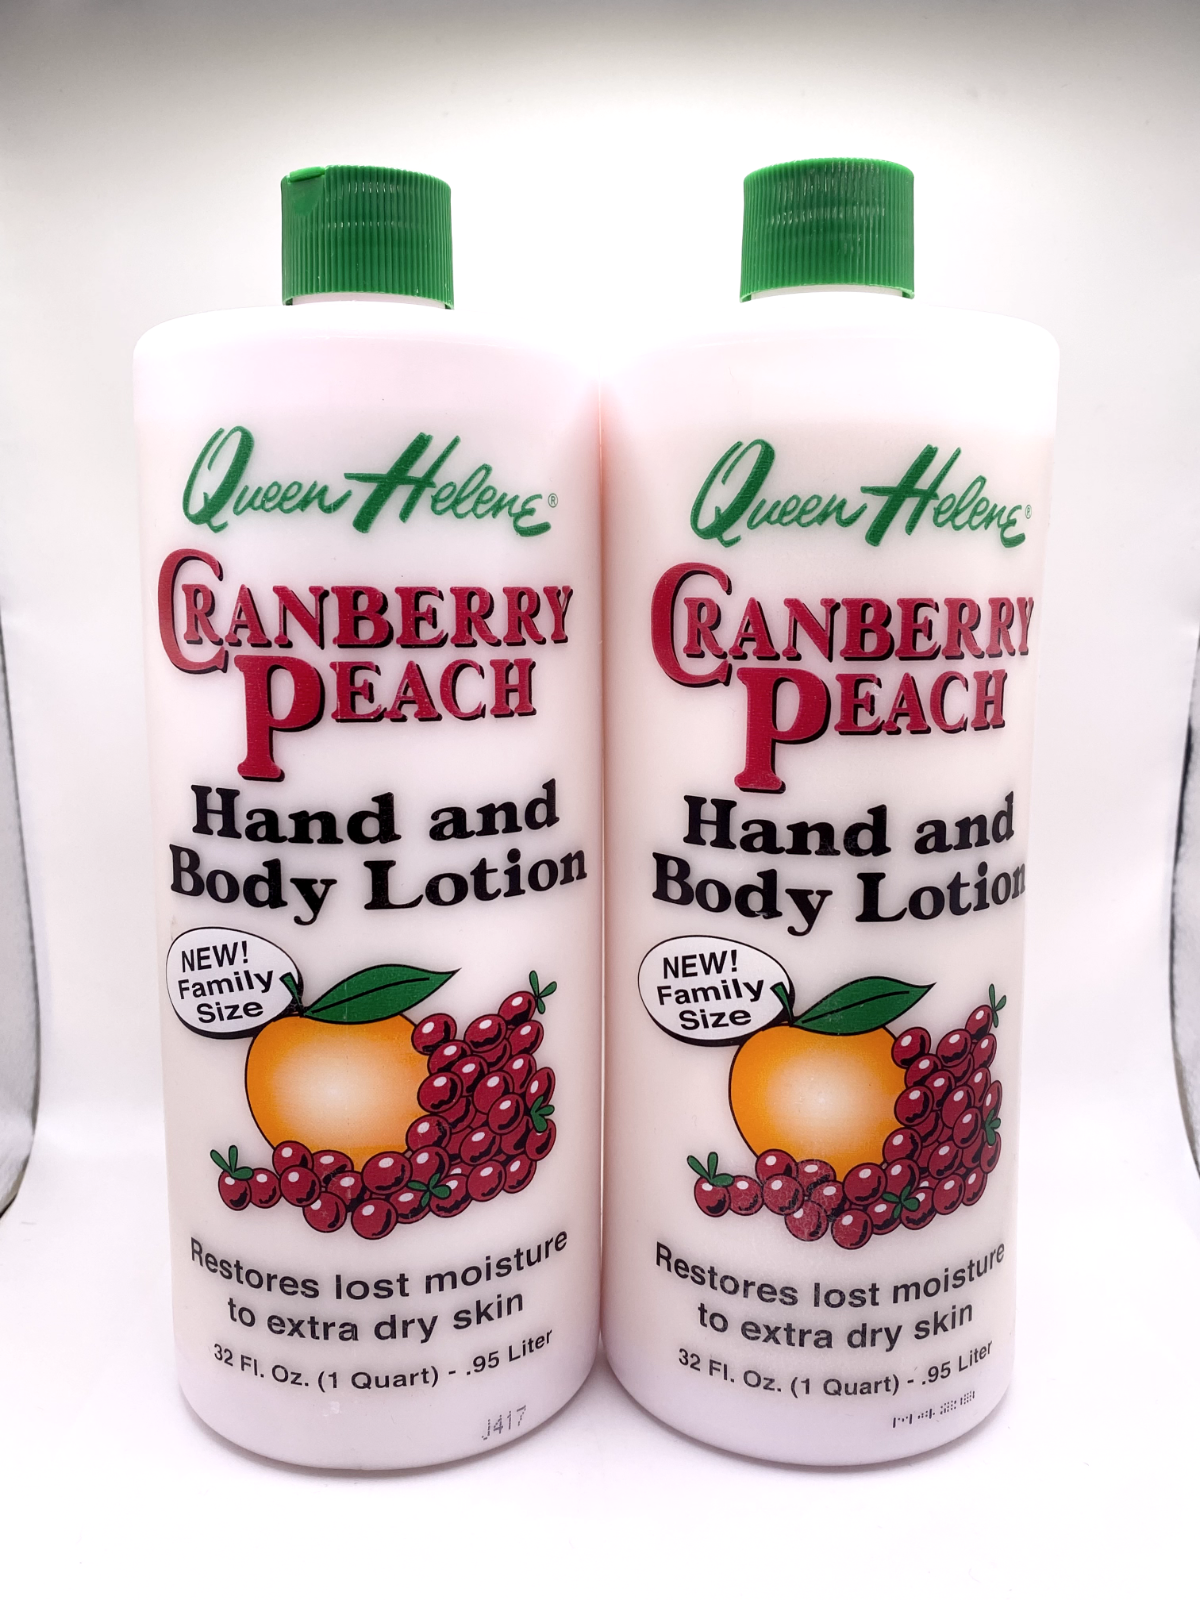 Queen Helene®
CRANBERRY
PEACH
Hand and
Body Lotion
NEW!
Family
Size
Restores lost moisture
to extra dry skin
32 Fl. Oz. (1 Quart) - .95 Liter
J417
Queen Helene®
CRANBERRY
PEACH
Hand and
Body Lotion
NEW!
Family
Size
Restores lost moisture
to extra dry skin
32 Fl. Oz. (1 Quart) - .95 Liter